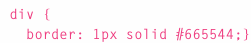 div {
  border: 1px solid #665544;}